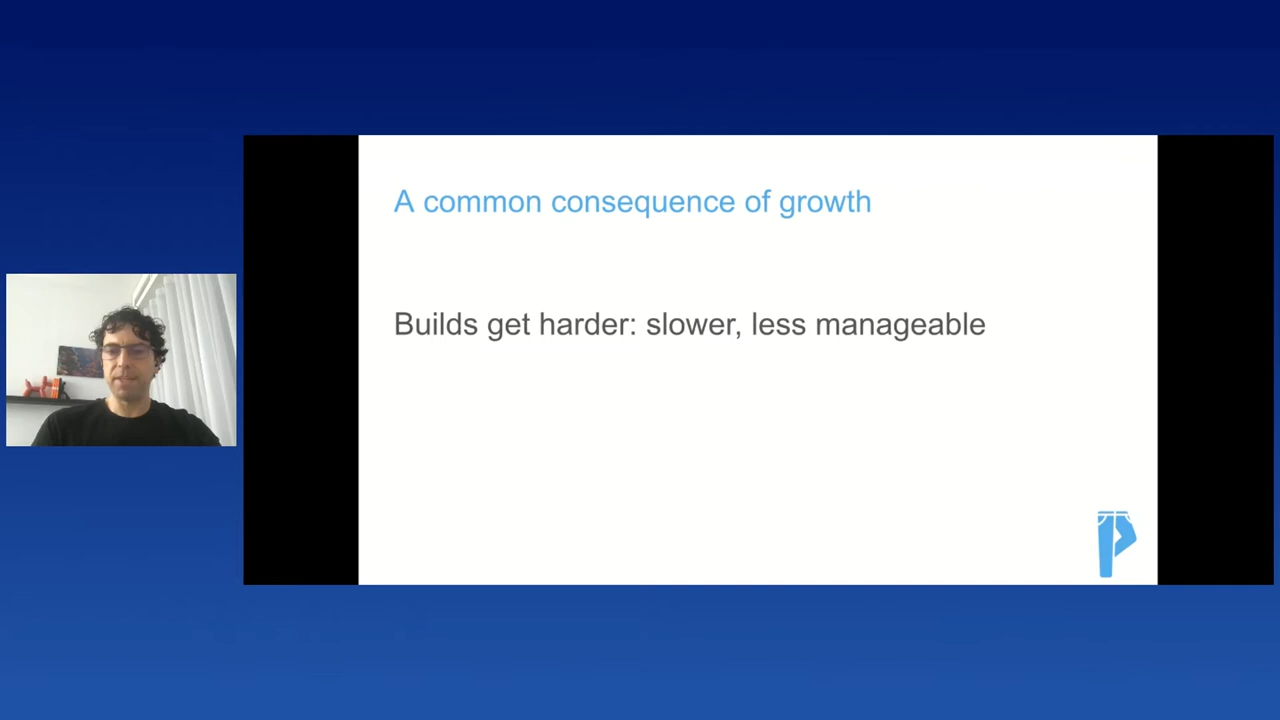 A common consequence of growth
Builds get harder: slower, less manageable